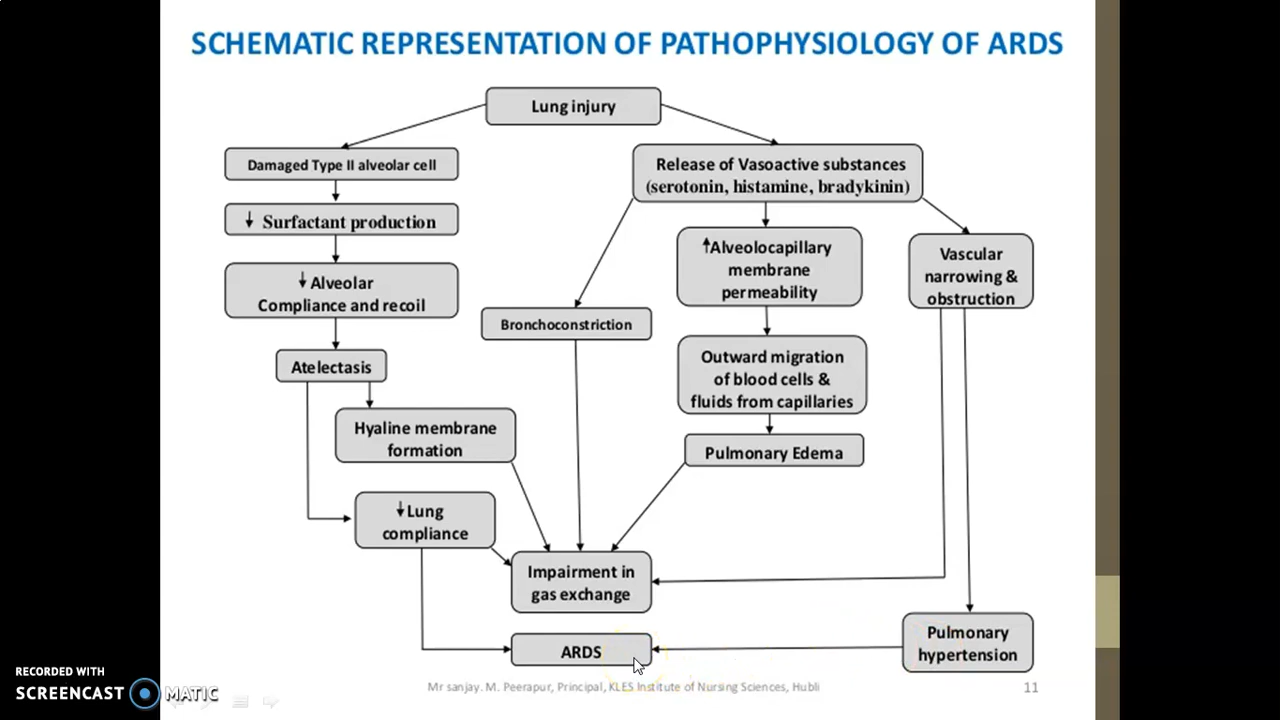 SCHEMATIC REPRESENTATION OF PATHOPHYSIOLOGY OF ARDS
Lung injury
Damaged Type II alveolar cell
↓ Surfactant production
↓ Alveolar
Compliance and recoil
Atelectasis
Hyaline membrane
formation
↓ Lung
compliance
Release of Vasoactive substances
(serotonin, histamine, bradykinin)
Bronchoconstriction
↑Alveolocapillary
membrane
permeability
Outward migration
of blood cells &
fluids from capillaries
Pulmonary Edema
Vascular
narrowing &
obstruction
Impairment in
gas exchange
Pulmonary
hypertension
ARDS
Mr sanjay. M. Peerapur, Principal, KLES Institute of Nursing Sciences, Hubli
11
RECORDED WITH
SCREENCAST MATIC